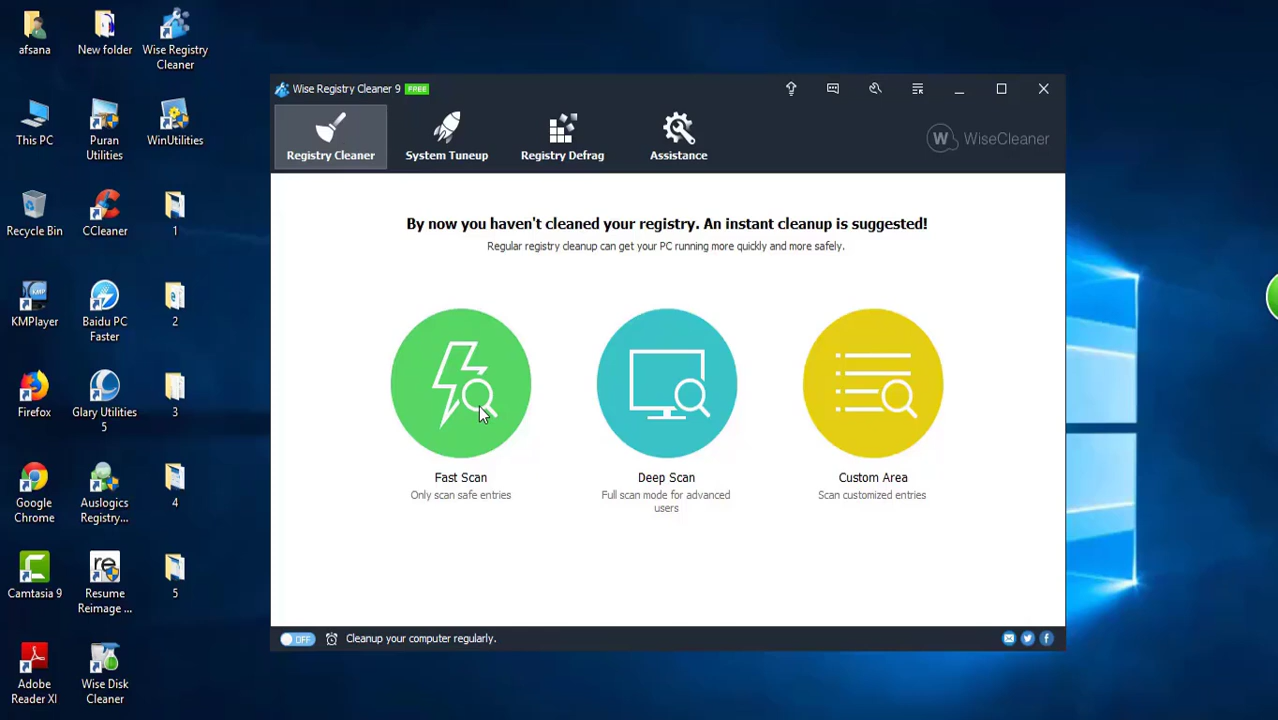 afsana
New folder
Wise Registry
Cleaner
This PC
Puran
Utilities
WinUtilities
Recycle Bin
CCleaner
1
KMPlayer
Baidu PC
Faster
2
Firefox
Glary Utilities
5
3
Google
Chrome
Auslogics
Registry...
4
Camtasia 9
re
Resume
Reimage ...
5
Adobe
Reader XI
Wise Disk
Cleaner
Wise Registry Cleaner 9 FREE
Registry Cleaner
System Tuneup
Registry Defrag
Assistance
W WiseCleaner
By now you haven't cleaned your registry. An instant cleanup is suggested!
Regular registry cleanup can get your PC running more quickly and more safely.
Fast Scan
Only scan safe entries
Deep Scan
Full scan mode for advanced
users
Custom Area
Scan customized entries
OFF Cleanup your computer regularly.